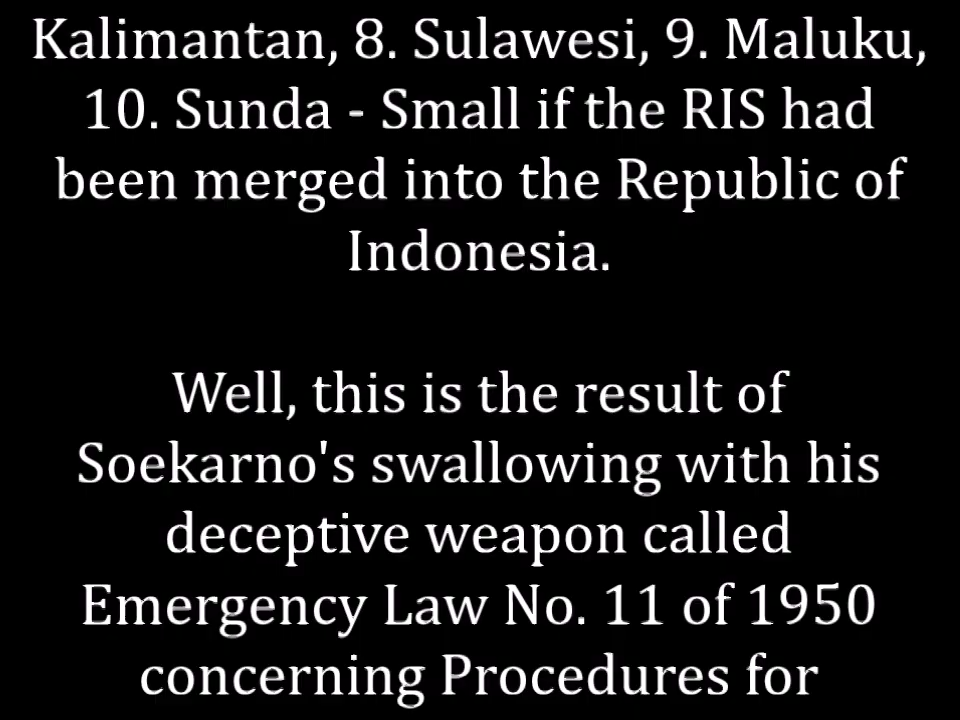 Kalimantan, 8. Sulawesi, 9. Maluku,
10. Sunda - Small if the RIS had
been merged into the Republic of
Indonesia.
Well, this is the result of
Soekarno's swallowing with his
deceptive weapon called
Emergency Law No. 11 of 1950
concerning Procedures for